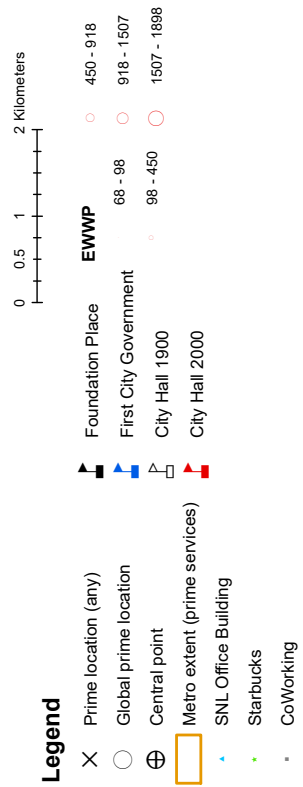 Legend
Prime location (any)
Global prime location
Central point
Metro extent (prime services)
SNL Office Building
Starbucks
CoWorking
Foundation Place
First City Government
City Hall 1900
City Hall 2000
0 0.5 1 2 Kilometers
EWWP
68 - 98
98 - 450
450 - 918
918 - 1507
1507 - 1898